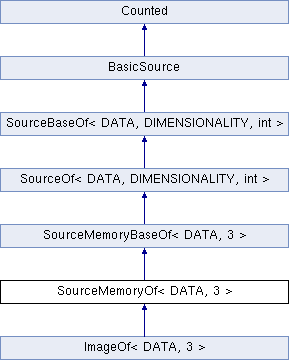 Counted
BasicSource
SourceBaseOf< DATA, DIMENSIONALITY, int >
SourceOf< DATA, DIMENSIONALITY, int >
SourceMemoryBaseOf< DATA, 3 >
SourceMemoryOf< DATA, 3 >
ImageOf< DATA, 3 >